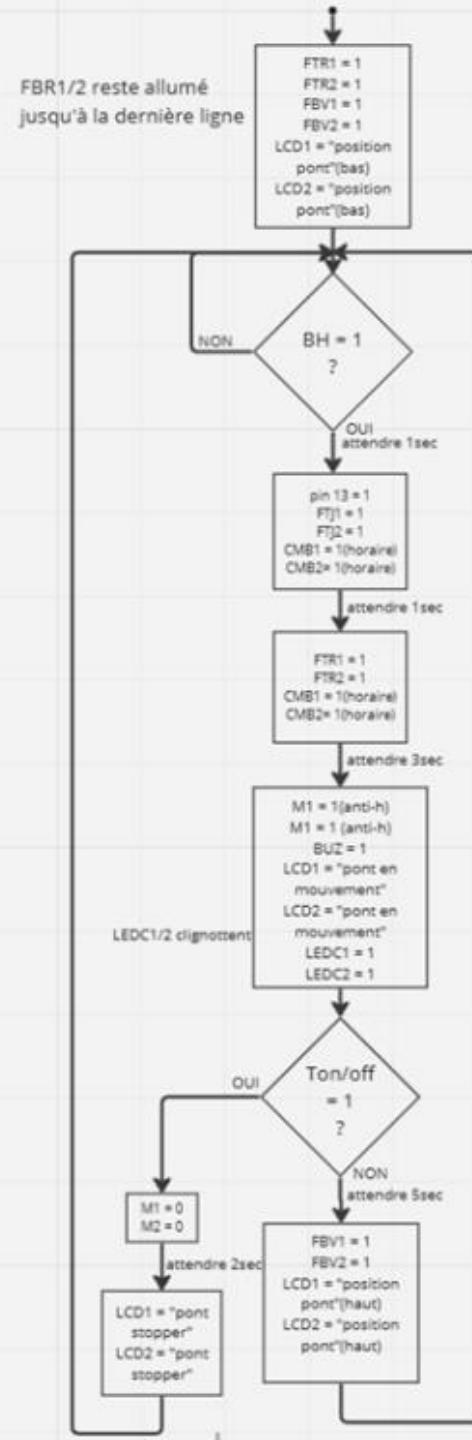 FTR1 = 1
FTR2 = 1
FBV1 = 1
FBV2 = 1
LCD1 = "position
pont"(bas)
LCD2 = "position
pont"(bas)
FBR1/2 reste allumé
jusqu'à la dernière ligne
NON
BH = 1
?
OUI
attendre 1sec
pin 13 = 1
FTJ1 = 1
FTJ2 = 1
CMB1 = 1(horaire)
CMB2= 1(horaire)
attendre 1sec
FTR1 = 1
FTR2 = 1
CMB1 = 1(horaire)
CMB2= 1(horaire)
attendre 3sec
M1 = 1(anti-h)
M1 = 1 (anti-h)
BUZ = 1
LCD1 = "pont en
mouvement"
LCD2 = "pont en
mouvement"
LEDC1 = 1
LEDC2 = 1
LEDC1/2 clignottent
OUI
Ton/off
= 1
?
NON
attendre 5sec
M1 = 0
M2 = 0
attendre 2sec
LCD1 = "pont
stopper"
LCD2 = "pont
stopper"
FBV1 = 1
FBV2 = 1
LCD1 = "position
pont"(haut)
LCD2 = "position
pont"(haut)